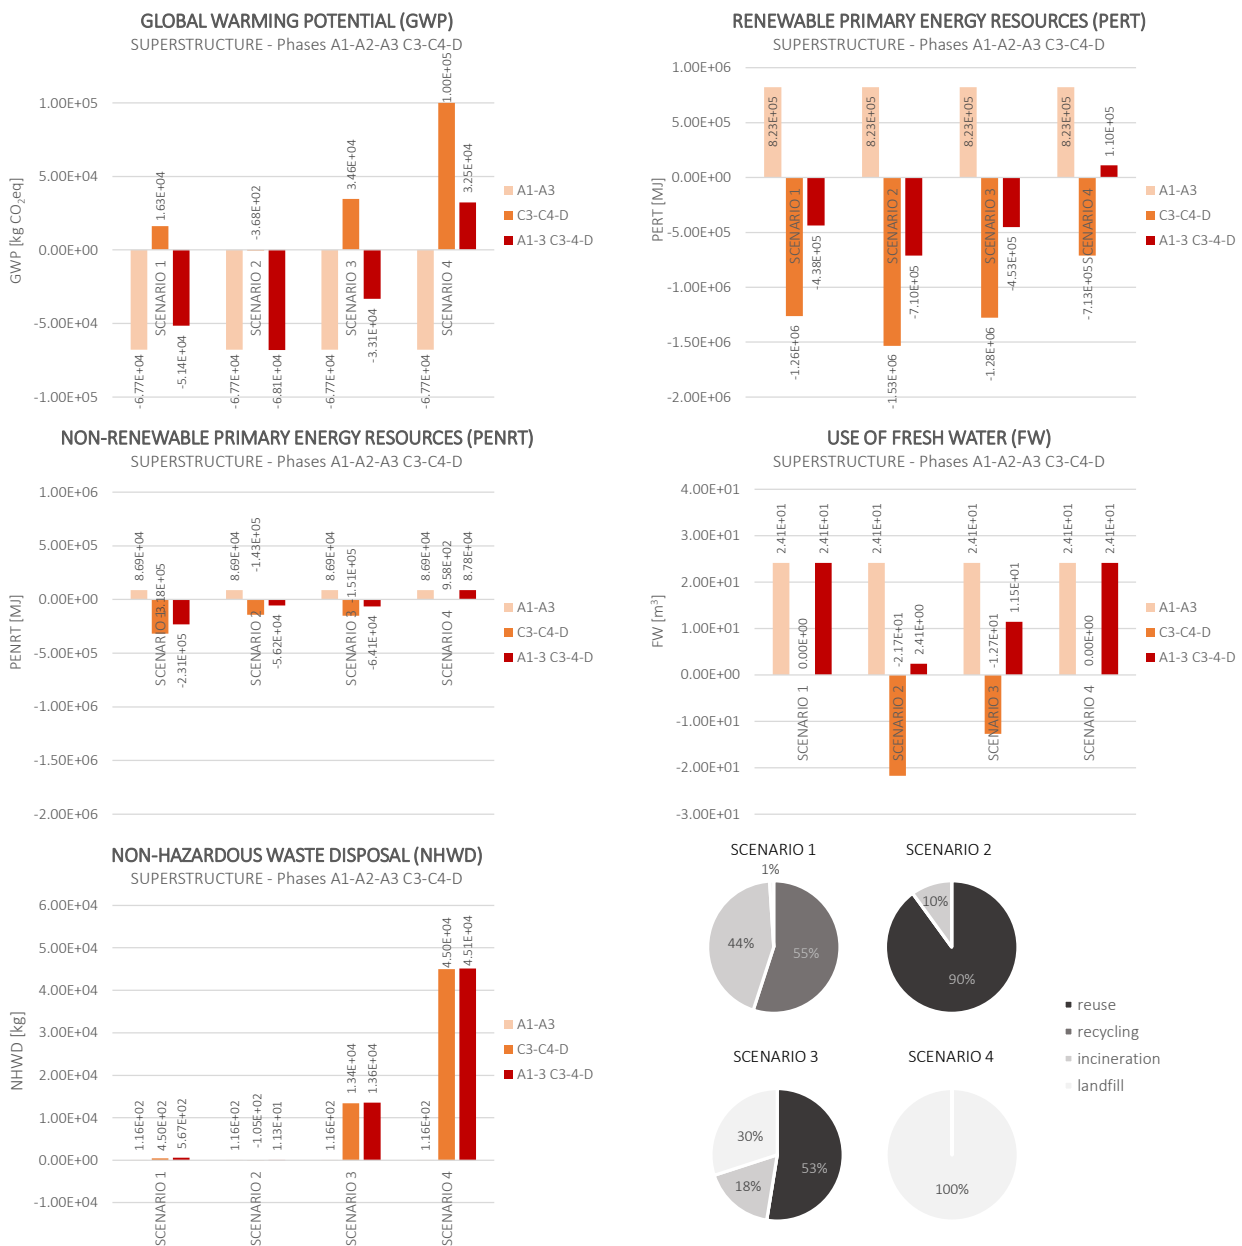 GLOBAL WARMING POTENTIAL (GWP)
SUPERSTRUCTURE - Phases A1-A2-A3 C3-C4-D
GWP [kg CO₂eq]
1.00E+05
5.00E+04
0.00E+00
-5.00E+04
-1.00E+05
-6.77E+04
1.63E+04
-5.14E+04
-6.77E+04
-3.68E+02
-6.81E+04
-6.77E+04
3.46E+04
-3.31E+04
-6.77E+04
1.00E+05
3.25E+04
SCENARIO 1
SCENARIO 2
SCENARIO 3
SCENARIO 4
A1-A3
C3-C4-D
A1-3 C3-4-D
RENEWABLE PRIMARY ENERGY RESOURCES (PERT)
SUPERSTRUCTURE - Phases A1-A2-A3 C3-C4-D
PERT [MJ]
1.00E+06
5.00E+05
0.00E+00
-5.00E+05
-1.00E+06
-1.50E+06
-2.00E+06
8.23E+05
-1.26E+06
-4.38E+05
8.23E+05
-1.53E+06
-7.10E+05
8.23E+05
-1.28E+06
-4.53E+05
8.23E+05
-7.13E+05
1.10E+05
SCENARIO 1
SCENARIO 2
SCENARIO 3
SCENARIO 4
A1-A3
C3-C4-D
A1-3 C3-4-D
NON-RENEWABLE PRIMARY ENERGY RESOURCES (PENRT)
SUPERSTRUCTURE - Phases A1-A2-A3 C3-C4-D
PENRT [MJ]
1.00E+06
5.00E+05
0.00E+00
-5.00E+05
-1.00E+06
-1.50E+06
-2.00E+06
8.69E+04
-3.18E+05
-2.31E+05
8.69E+04
-1.43E+05
-5.62E+04
8.69E+04
-1.51E+05
-6.41E+04
8.69E+04
9.58E+02
8.78E+04
SCENARIO 1
SCENARIO 2
SCENARIO 3
SCENARIO 4
A1-A3
C3-C4-D
A1-3 C3-4-D
USE OF FRESH WATER (FW)
SUPERSTRUCTURE - Phases A1-A2-A3 C3-C4-D
FW [m³]
4.00E+01
3.00E+01
2.00E+01
1.00E+01
0.00E+00
-1.00E+01
-2.00E+01
-3.00E+01
2.41E+01
0.00E+00
2.41E+01
2.41E+01
-2.17E+01
2.41E+00
2.41E+01
-1.27E+01
1.15E+01
2.41E+01
0.00E+00
2.41E+01
SCENARIO 1
SCENARIO 2
SCENARIO 3
SCENARIO 4
A1-A3
C3-C4-D
A1-3 C3-4-D
NON-HAZARDOUS WASTE DISPOSAL (NHWD)
SUPERSTRUCTURE - Phases A1-A2-A3 C3-C4-D
NHWD [kg]
6.00E+04
5.00E+04
4.00E+04
3.00E+04
2.00E+04
1.00E+04
0.00E+00
-1.00E+04
1.16E+02
4.50E+02
5.67E+02
1.16E+02
-1.05E+02
1.13E+01
1.16E+02
1.34E+04
1.36E+04
1.16E+02
4.50E+04
4.51E+04
SCENARIO 1
SCENARIO 2
SCENARIO 3
SCENARIO 4
A1-A3
C3-C4-D
A1-3 C3-4-D
SCENARIO 1
1%
44%
55%
SCENARIO 2
10%
90%
SCENARIO 3
30%
53%
18%
SCENARIO 4
100%
reuse
recycling
incineration
landfill